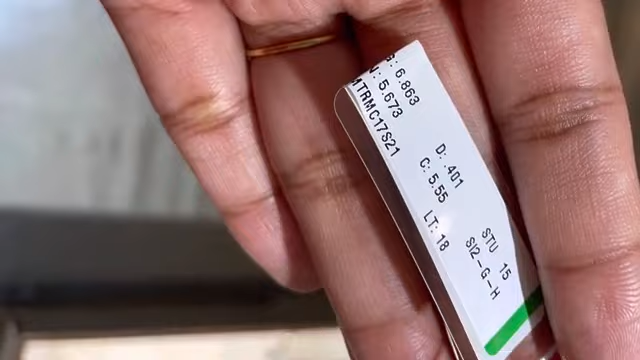 G: 6.863
N: 5.673
MTRMC17S21
D: .401
C: 5.55
LT: 18
STU 15
SI2-G-H